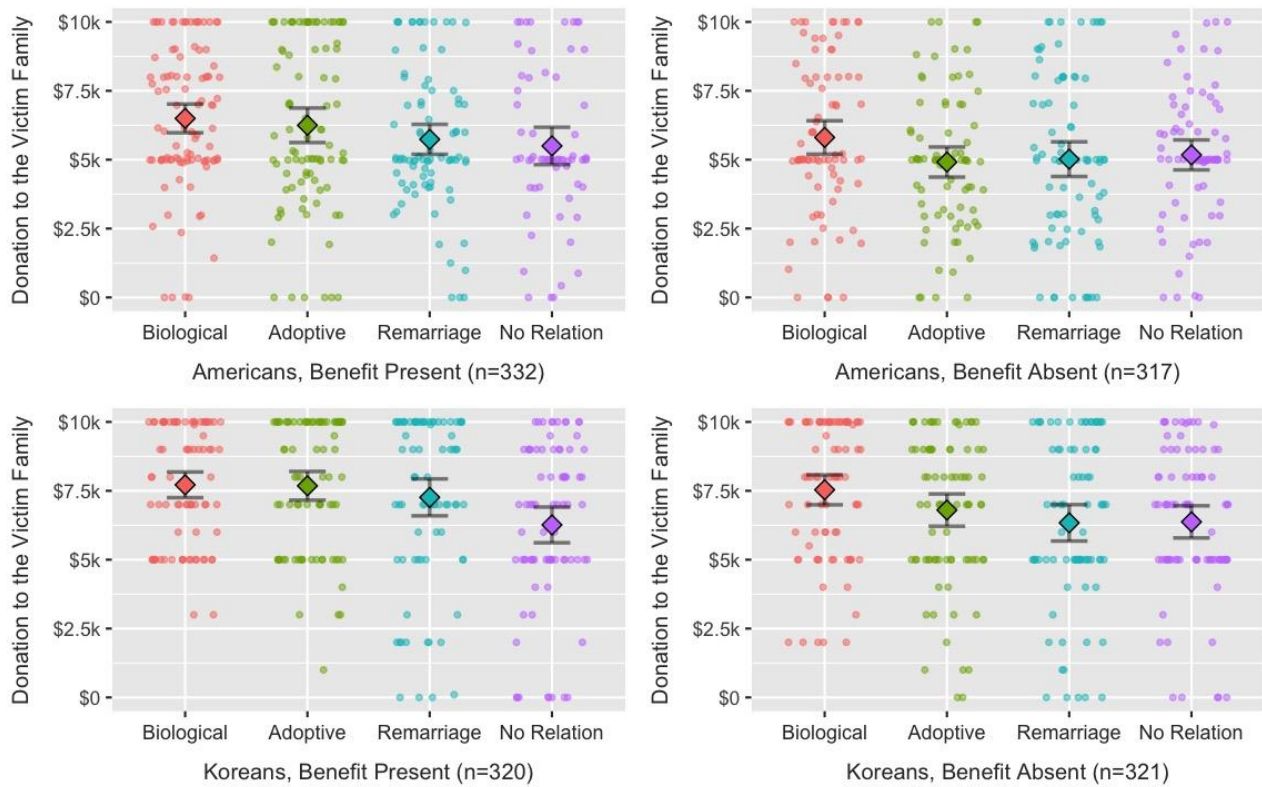 Donation to the Victim Family
$10k
$7.5k
$5k
$2.5k
$0
Biological Adoptive Remarriage No Relation
Americans, Benefit Present (n=332)
Donation to the Victim Family
$10k
$7.5k
$5k
$2.5k
$0
Biological Adoptive Remarriage No Relation
Americans, Benefit Absent (n=317)
Donation to the Victim Family
$10k
$7.5k
$5k
$2.5k
$0
Biological Adoptive Remarriage No Relation
Koreans, Benefit Present (n=320)
Donation to the Victim Family
$10k
$7.5k
$5k
$2.5k
$0
Biological Adoptive Remarriage No Relation
Koreans, Benefit Absent (n=321)